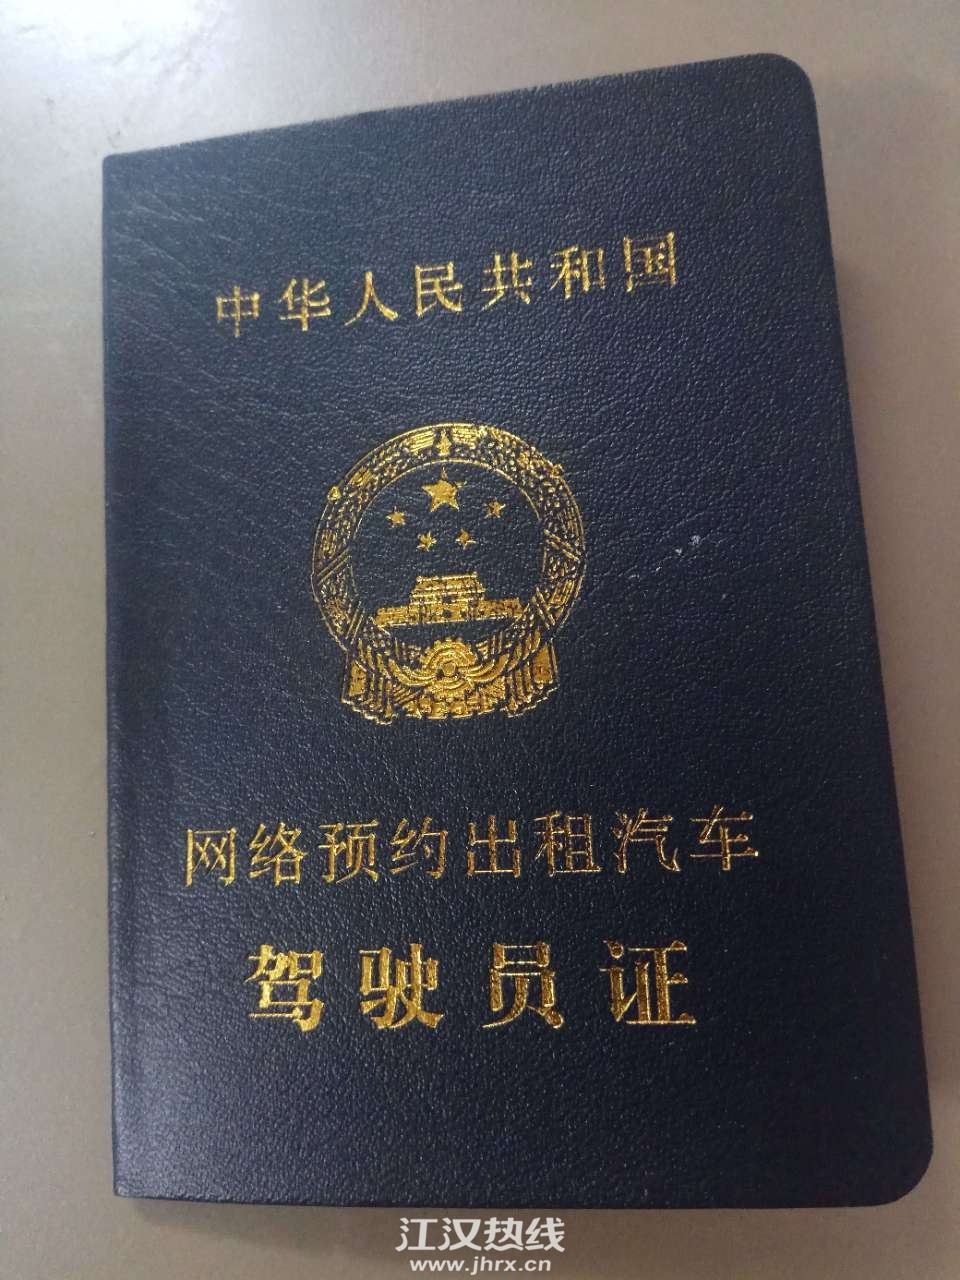 中华人民共和国
网络预约出租汽车
驾驶员证
江汉热线
www.jhrx.cn